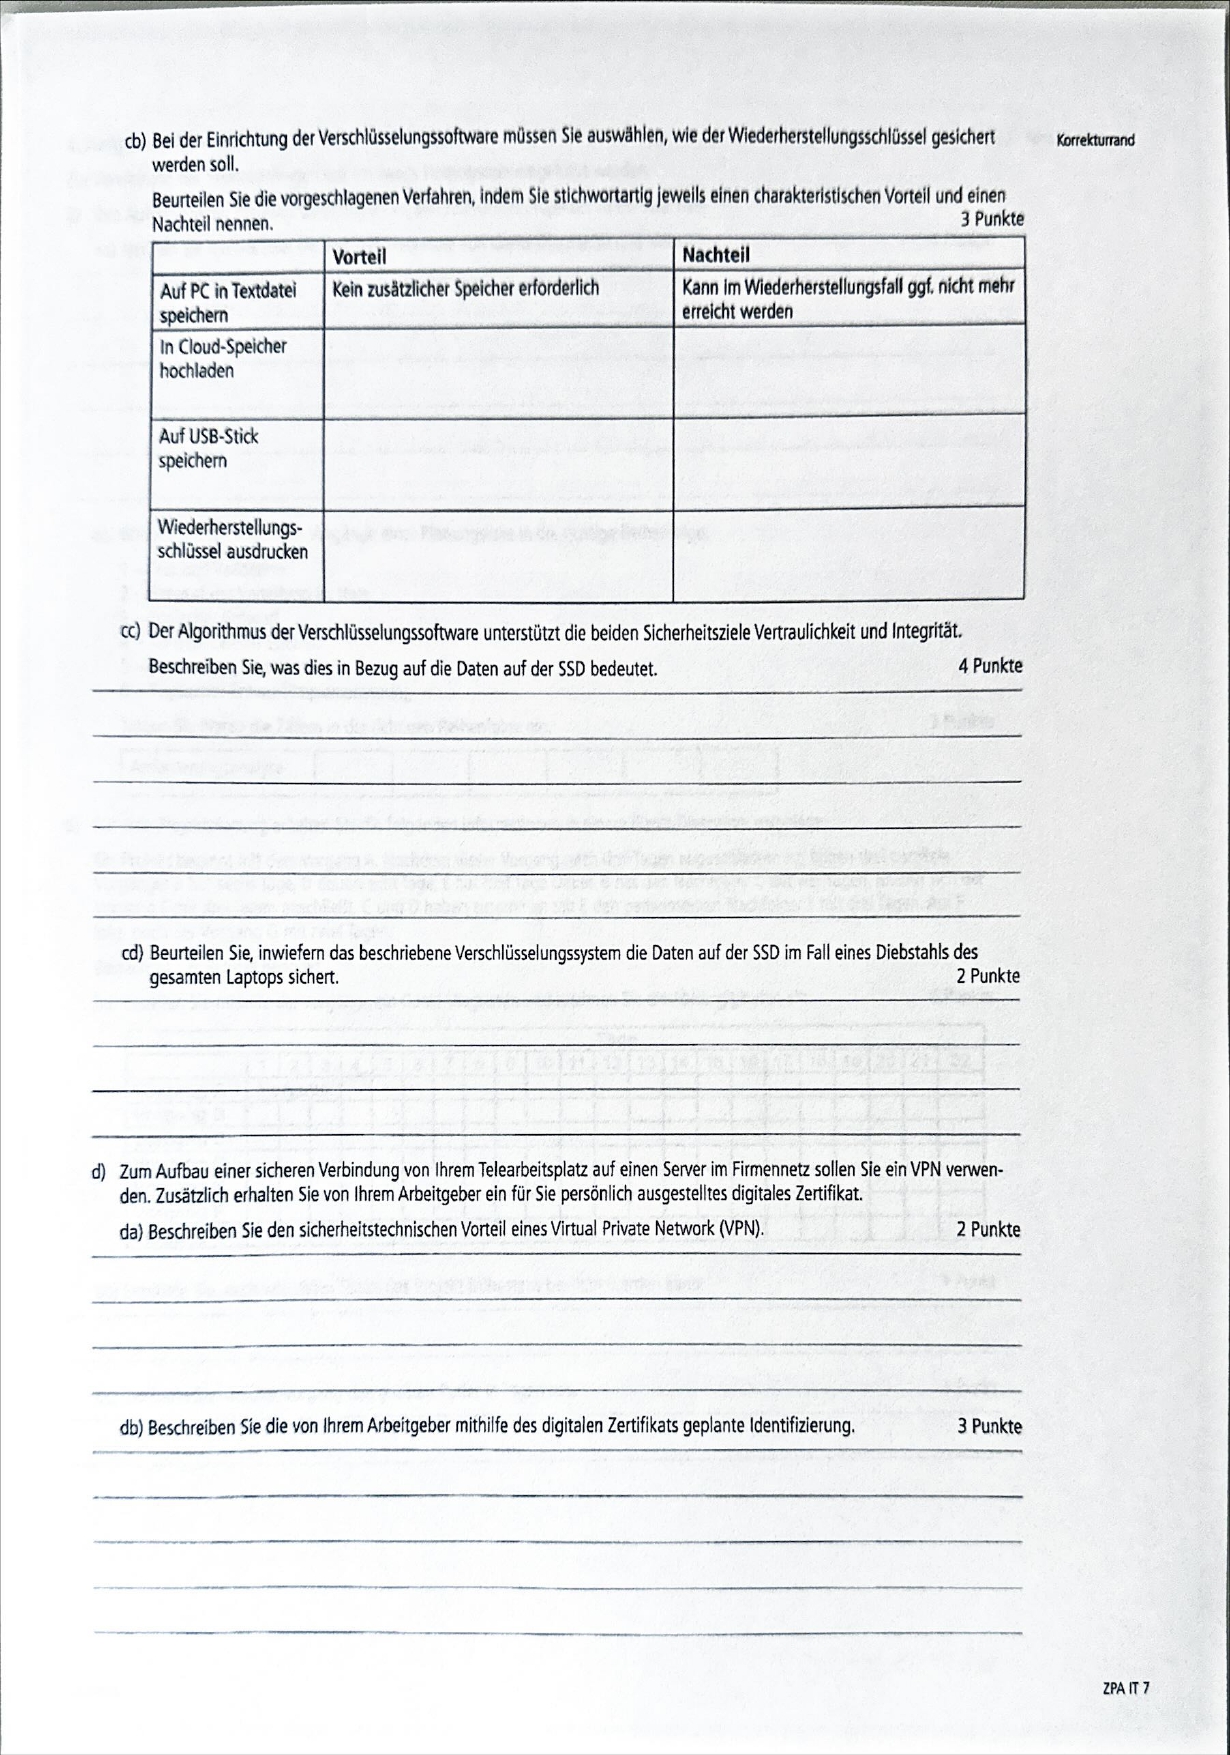 cb) Bei der Einrichtung der Verschlüsselungssoftware müssen Sie auswählen, wie der Wiederherstellungsschlüssel gesichert
Korrekturrand
werden soll.
Beurteilen Sie die vorgeschlagenen Verfahren, indem Sie stichwortartig jeweils einen charakteristischen Vorteil und einen
Nachteil nennen. 3 Punkte
Vorteil Nachteil
Auf PC in Textdatei Kein zusätzlicher Speicher erforderlich Kann im Wiederherstellungsfall ggf. nicht mehr
speichern erreicht werden
In Cloud-Speicher
hochladen
Auf USB-Stick
speichern
Wiederherstellungs-
schlüssel ausdrucken
cc) Der Algorithmus der Verschlüsselungssoftware unterstützt die beiden Sicherheitsziele Vertraulichkeit und Integrität.
Beschreiben Sie, was dies in Bezug auf die Daten auf der SSD bedeutet. 4 Punkte
cd) Beurteilen Sie, inwiefern das beschriebene Verschlüsselungssystem die Daten auf der SSD im Fall eines Diebstahls des
gesamten Laptops sichert. 2 Punkte
d) Zum Aufbau einer sicheren Verbindung von Ihrem Telearbeitsplatz auf einen Server im Firmennetz sollen Sie ein VPN verwen-
den. Zusätzlich erhalten Sie von Ihrem Arbeitgeber ein für Sie persönlich ausgestelltes digitales Zertifikat.
da) Beschreiben Sie den sicherheitstechnischen Vorteil eines Virtual Private Network (VPN). 2 Punkte
db) Beschreiben Sie die von Ihrem Arbeitgeber mithilfe des digitalen Zertifikats geplante Identifizierung. 3 Punkte
ZPA IT 7